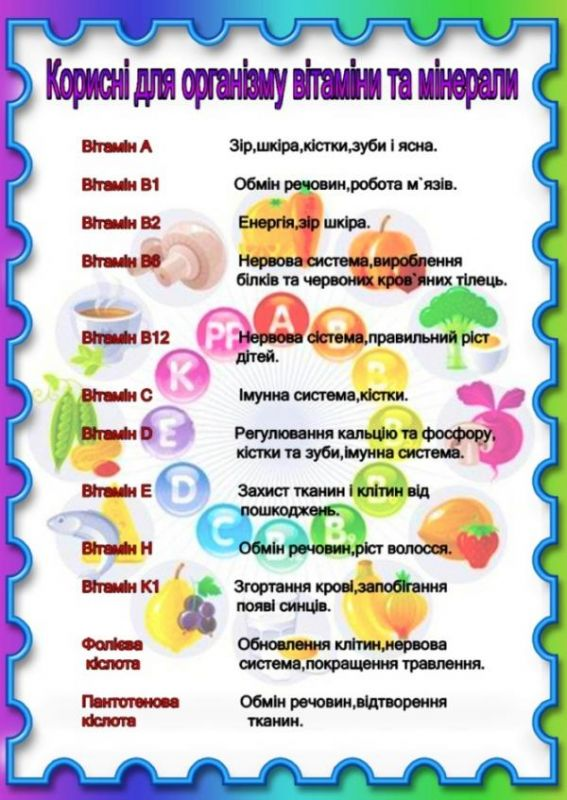 Корисні для організму вітаміни та мінерали
Вітамін А Зір,шкіра,кістки,зуби і ясна.
Вітамін В1 Обмін речовин,робота м`язів.
Вітамін В2 Енергія,зір шкіра.
Вітамін В6 Нервова система,вироблення
білків та червоних кров`яних тілець.
Вітамін В12 Нервова сістема,правильний ріст
дітей.
Вітамін С Імунна система,кістки.
Вітамін D Регулювання кальцію та фосфору,
кістки та зуби,імунна система.
Вітамін Е Захист тканин і клітин від
пошкоджень.
Вітамін Н Обмін речовин,ріст волосся.
Вітамін К1 Згортання крові,запобігання
появі синців.
Фолієва Обновлення клітин,нервова
кіслота система,покращення травлення.
Пантотенова Обмін речовин,відтворення
кіслота тканин.
PP
A
B
K
E
D
C